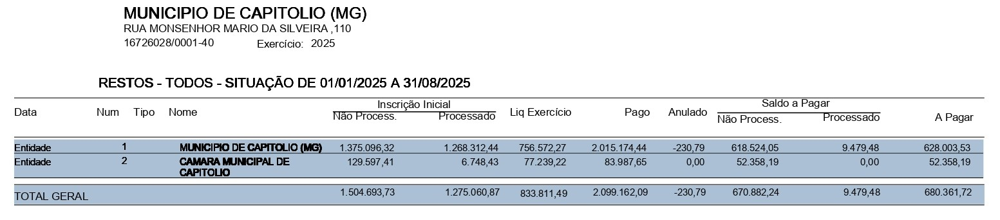 MUNICIPIO DE CAPITOLIO (MG)
RUA MONSENHOR MARIO DA SILVEIRA ,110
16726028/0001-40 Exercício: 2025
RESTOS - TODOS - SITUAÇÃO DE 01/01/2025 A 31/08/2025
Inscrição Inicial Saldo a Pagar
Data Num Tipo Nome Não Process. Processado Liq Exercício Pago Anulado Não Process. Processado A Pagar
Entidade 1 MUNICIPIO DE CAPITOLIO (MG) 1.375.096,32 1.268.312,44 756.572,27 2.015.174,44 -230,79 618.524,05 9.479,48 628.003,53
Entidade 2 CAMARA MUNICIPAL DE 129.597,41 6.748,43 77.239,22 83.987,65 0,00 52.358,19 0,00 52.358,19
CAPITOLIO
TOTAL GERAL 1.504.693,73 1.275.060,87 833.811,49 2.099.162,09 -230,79 670.882,24 9.479,48 680.361,72